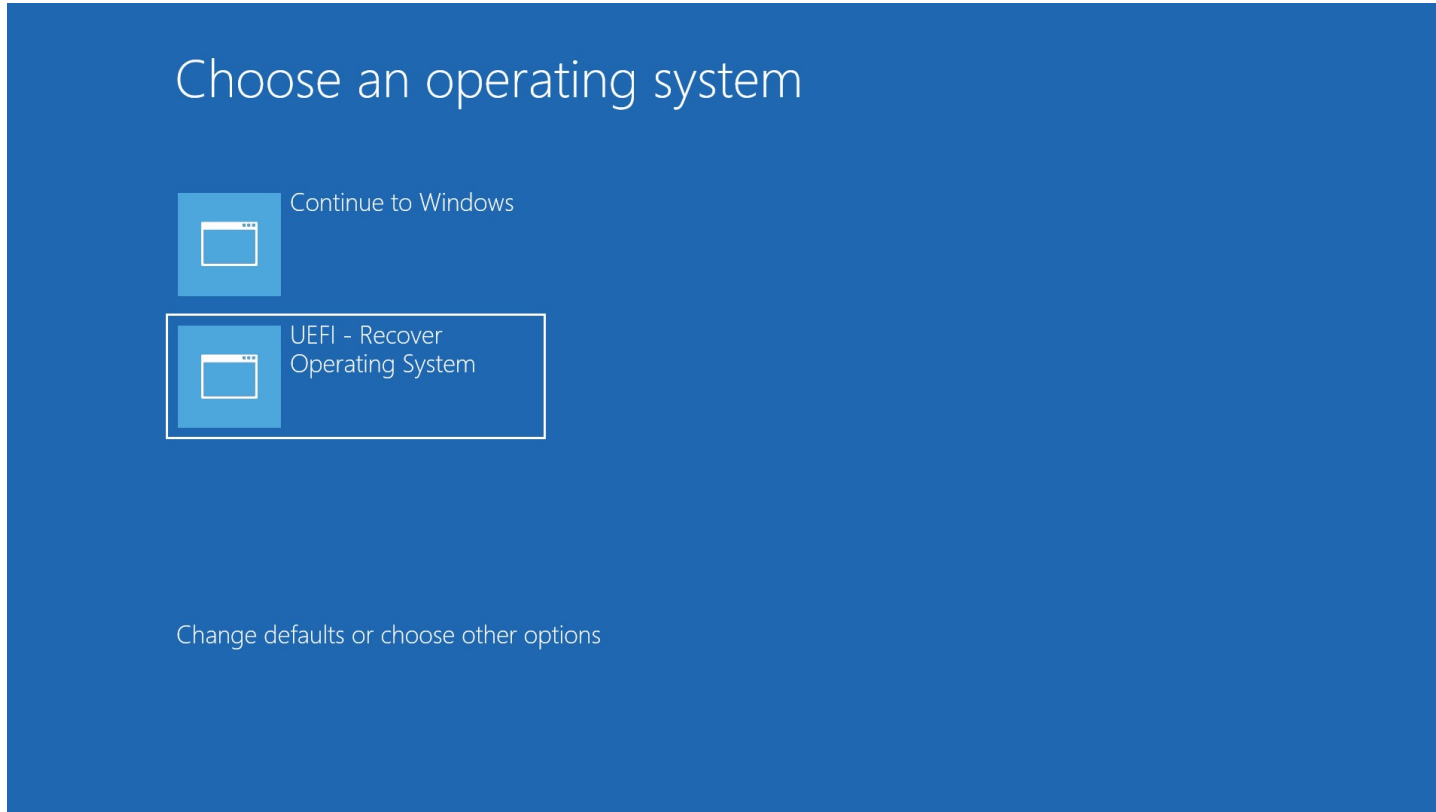 Choose an operating system
Continue to Windows
UEFI - Recover
Operating System
Change defaults or choose other options